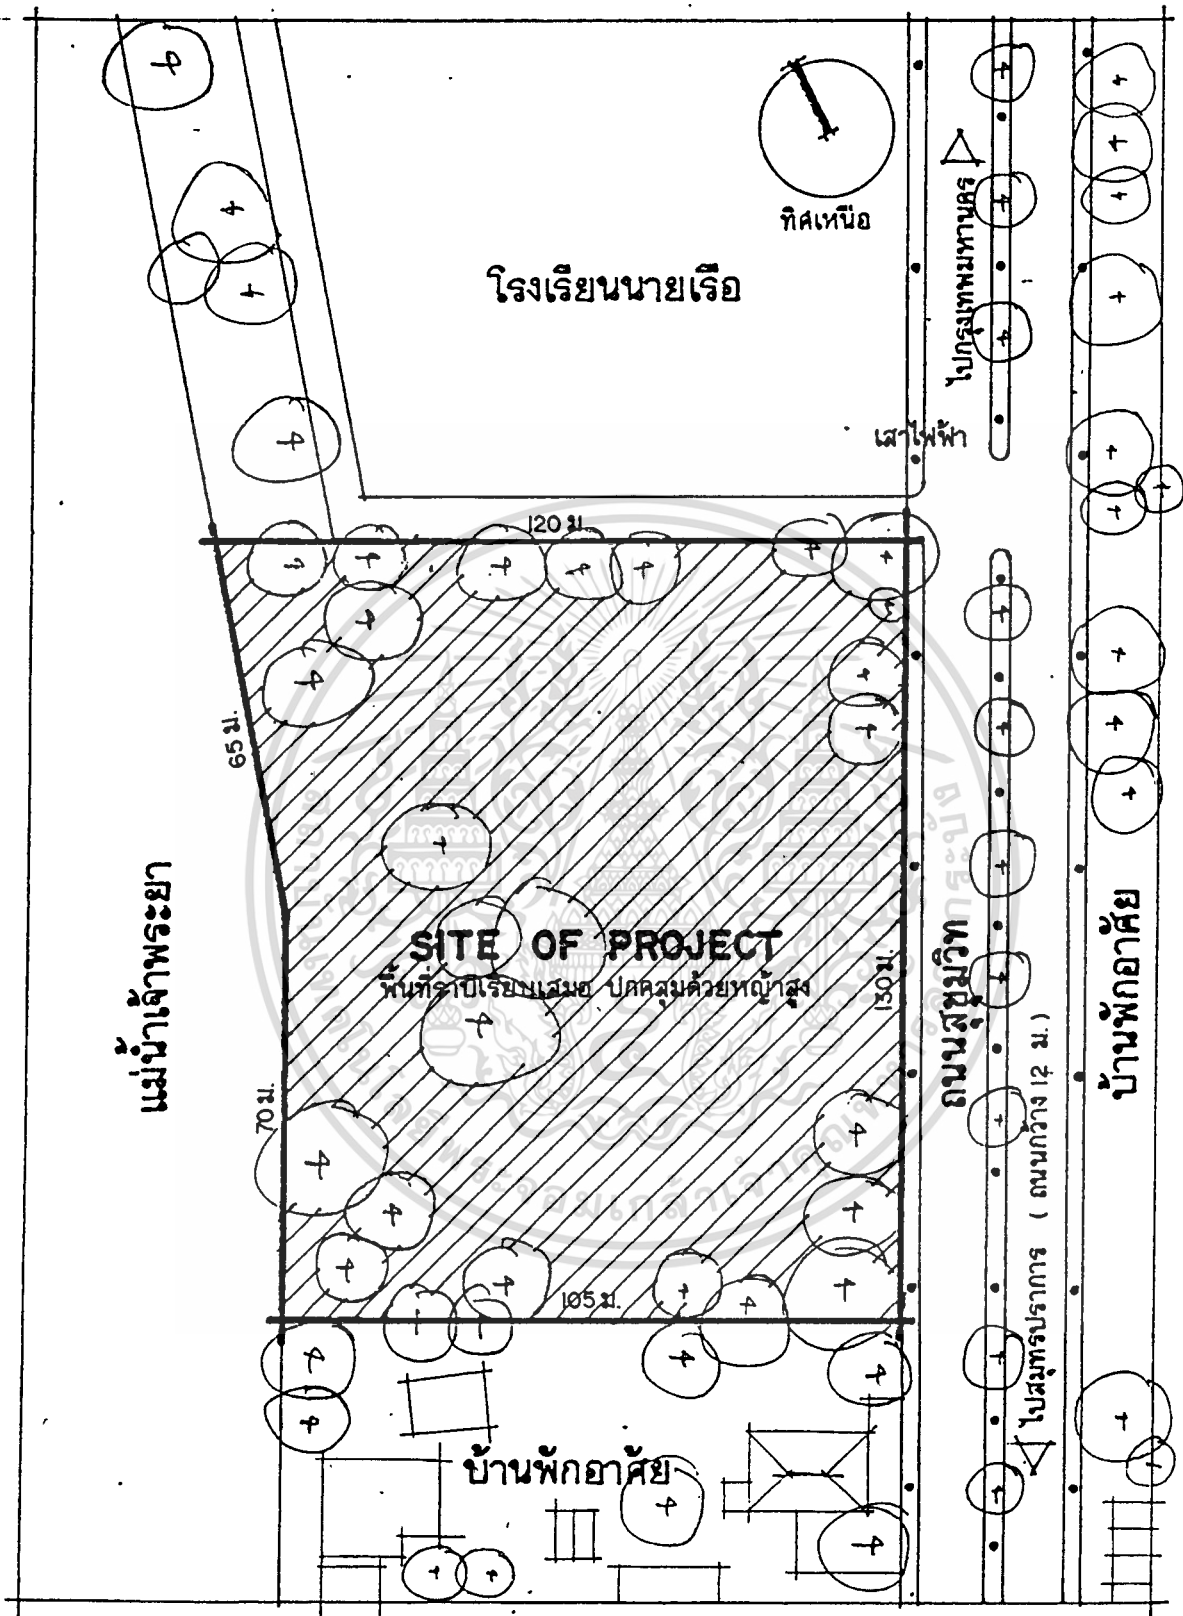 ทิศเหนือ
โรงเรียนนายเรือ
ไปกรุงเทพมหานคร
เสาไฟฟ้า
120 ม.
65 ม.
แม่น้ำเจ้าพระยา
SITE OF PROJECT
พื้นที่ราบเรียบเสมอ ปกคลุมด้วยหญ้าสูง
130 ม.
ถนนสุขุมวิท
บ้านพักอาศัย
70 ม.
105 ม.
ไปสมุทรปราการ ( ถนนกว้าง 12 ม. )
บ้านพักอาศัย